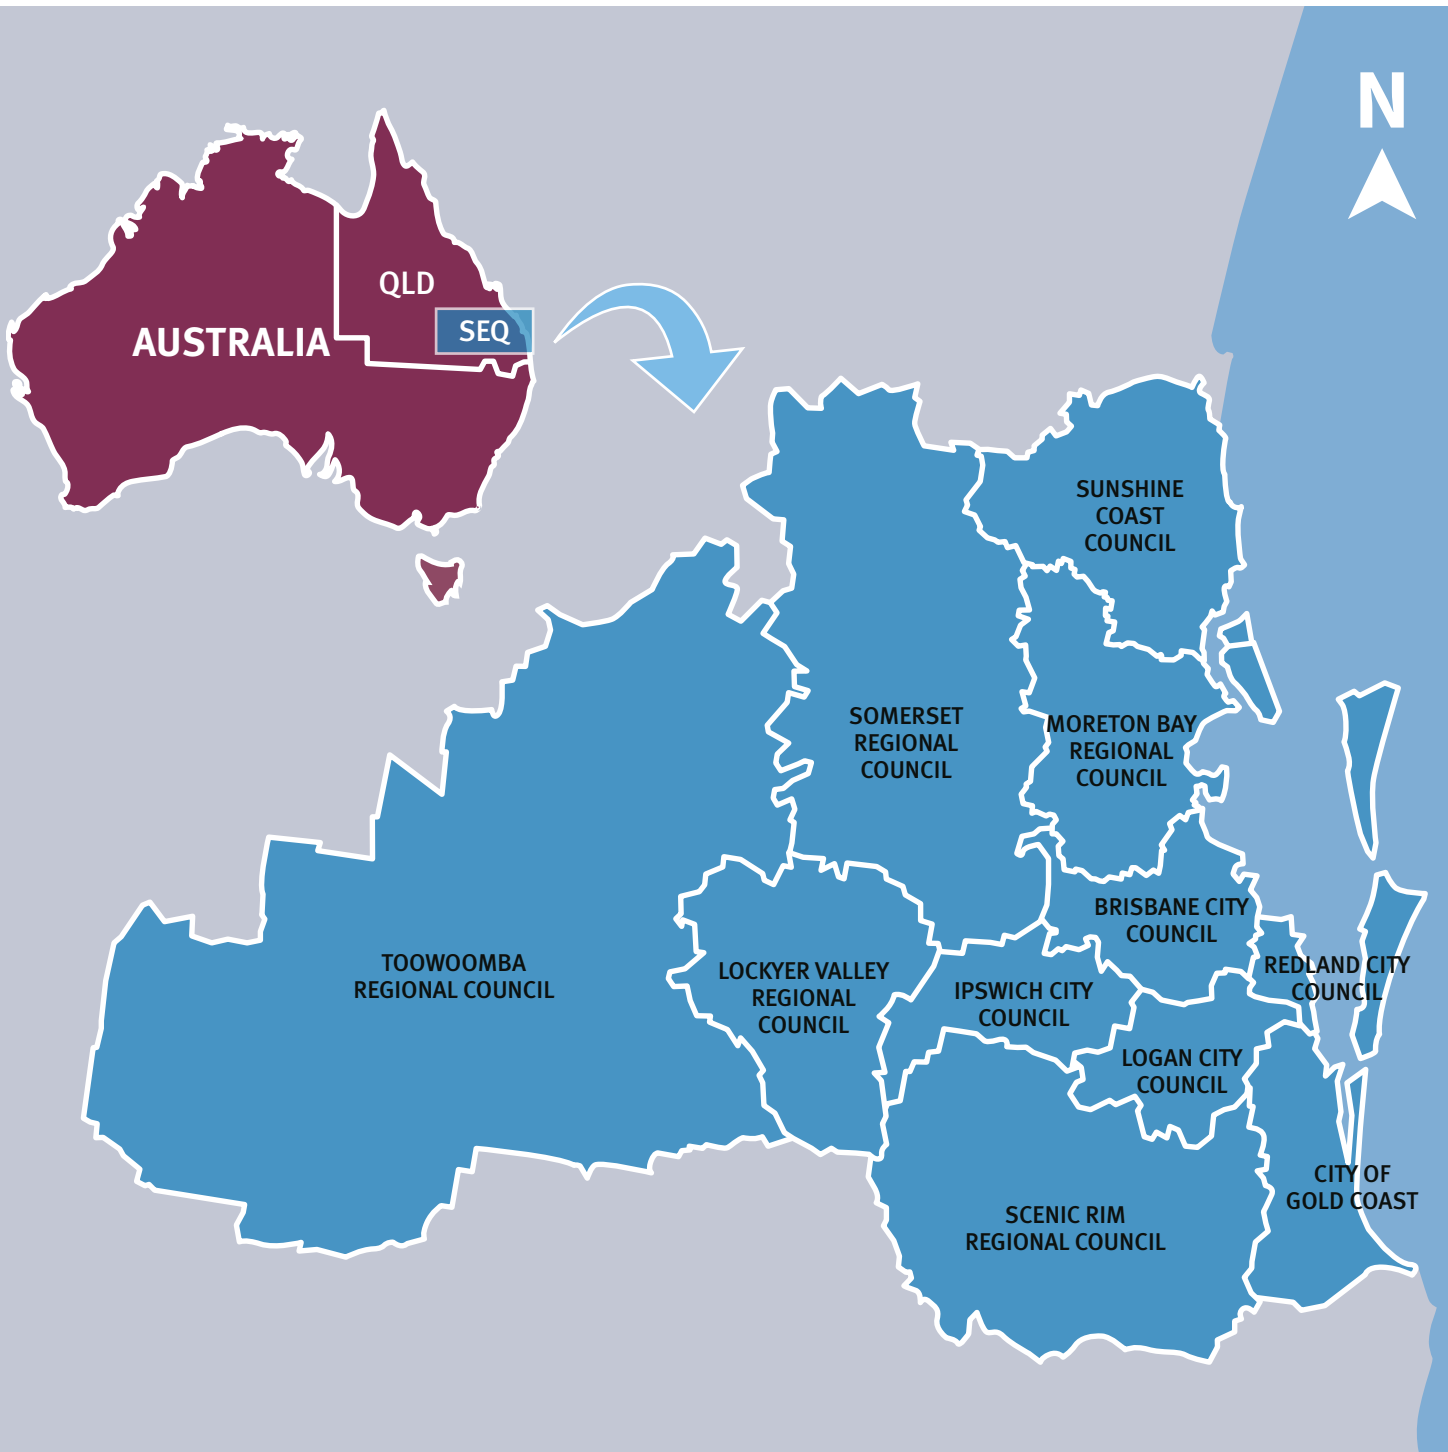 N
QLD
SEQ
AUSTRALIA
SUNSHINE
COAST
COUNCIL
SOMERSET
REGIONAL
COUNCIL
MORETON BAY
REGIONAL
COUNCIL
BRISBANE CITY
COUNCIL
TOOWOOMBA
REGIONAL COUNCIL
LOCKYER VALLEY
REGIONAL
COUNCIL
IPSWICH CITY
COUNCIL
REDLAND CITY
COUNCIL
LOGAN CITY
COUNCIL
CITY OF
GOLD COAST
SCENIC RIM
REGIONAL COUNCIL